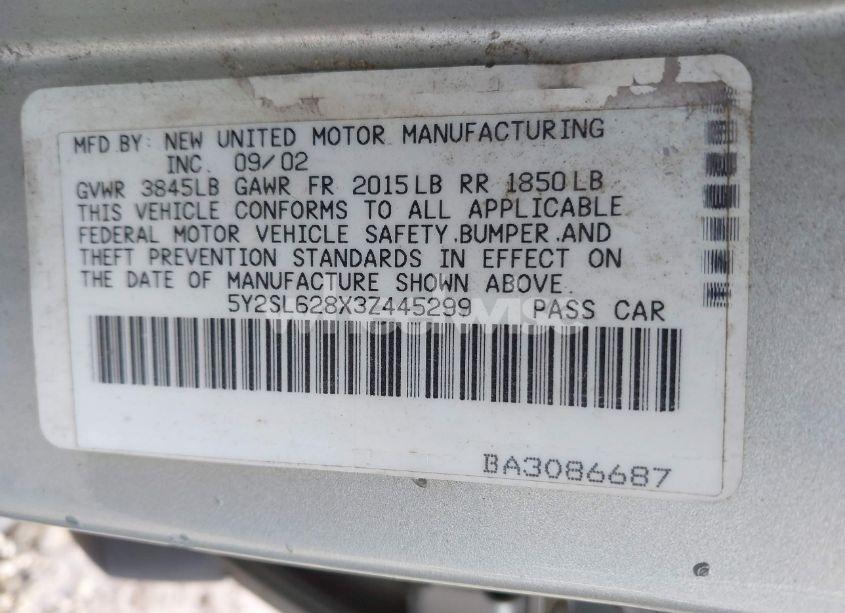 MFD BY: NEW UNITED MOTOR MANUFACTURING
INC. 09/02
GVWR 3845LB GAWR FR 2015LB RR 1850LB
THIS VEHICLE CONFORMS TO ALL APPLICABLE
FEDERAL MOTOR VEHICLE SAFETY,BUMPER,AND
THEFT PREVENTION STANDARDS IN EFFECT ON
THE DATE OF MANUFACTURE SHOWN ABOVE.
5Y2SL628X3Z445299 PASS CAR
BA3086687